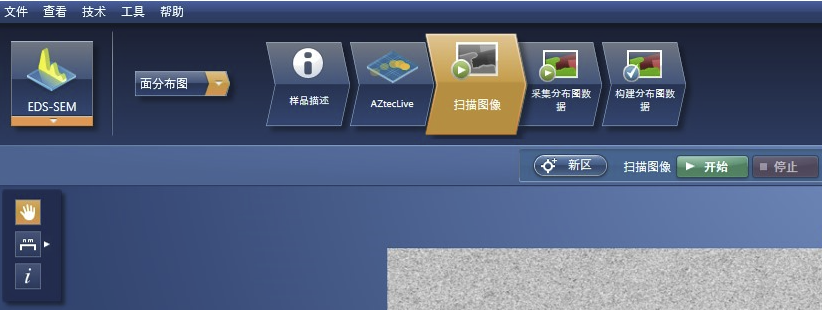 文件 查看 技术 工具 帮助
EDS-SEM
面分布图
样品描述
AZtecLive
扫描图像
采集分布图数
据
构建分布图数
据
新区 扫描图像 开始 停止
nm
i